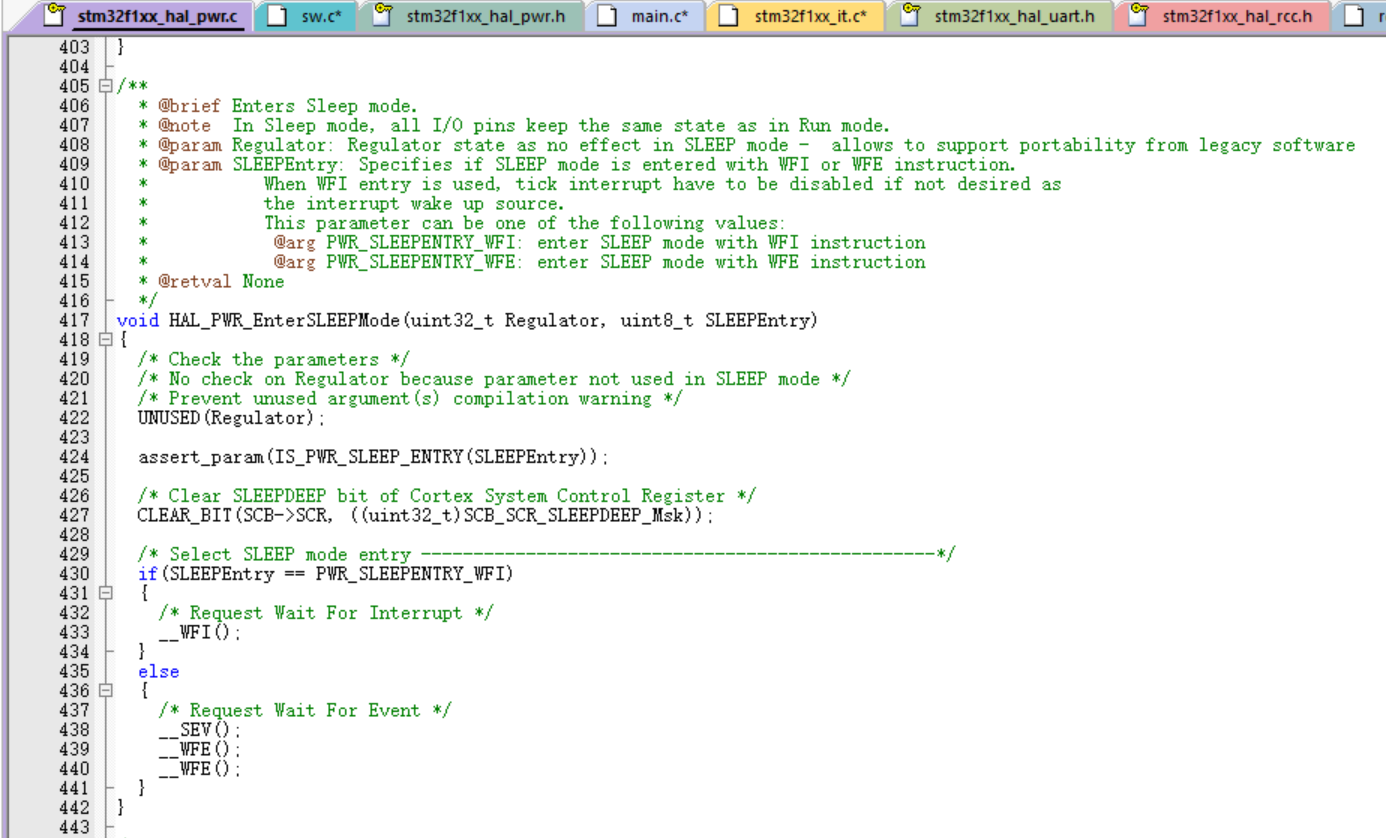 stm32f1xx_hal_pwr.c sw.c* stm32f1xx_hal_pwr.h main.c* stm32f1xx_it.c* stm32f1xx_hal_uart.h stm32f1xx_hal_rcc.h r
403 }
404
405 /**
406 * @brief Enters Sleep mode.
407 * @note  In Sleep mode, all I/O pins keep the same state as in Run mode.
408 * @param Regulator: Regulator state as no effect in SLEEP mode -  allows to support portability from legacy software
409 * @param SLEEPEntry: Specifies if SLEEP mode is entered with WFI or WFE instruction.
410 *           When WFI entry is used, tick interrupt have to be disabled if not desired as
411 *           the interrupt wake up source.
412 *           This parameter can be one of the following values:
413 *            @arg PWR_SLEEPENTRY_WFI: enter SLEEP mode with WFI instruction
414 *            @arg PWR_SLEEPENTRY_WFE: enter SLEEP mode with WFE instruction
415 * @retval None
416 */
417 void HAL_PWR_EnterSLEEPMode(uint32_t Regulator, uint8_t SLEEPEntry)
418 {
419 /* Check the parameters */
420 /* No check on Regulator because parameter not used in SLEEP mode */
421 /* Prevent unused argument(s) compilation warning */
422 UNUSED(Regulator);
423
424 assert_param(IS_PWR_SLEEP_ENTRY(SLEEPEntry));
425
426 /* Clear SLEEPDEEP bit of Cortex System Control Register */
427 CLEAR_BIT(SCB->SCR, ((uint32_t)SCB_SCR_SLEEPDEEP_Msk));
428
429 /* Select SLEEP mode entry -------------------------------------------------*/
430 if(SLEEPEntry == PWR_SLEEPENTRY_WFI)
431 {
432 /* Request Wait For Interrupt */
433 __WFI();
434 }
435 else
436 {
437 /* Request Wait For Event */
438 __SEV();
439 __WFE();
440 __WFE();
441 }
442 }
443